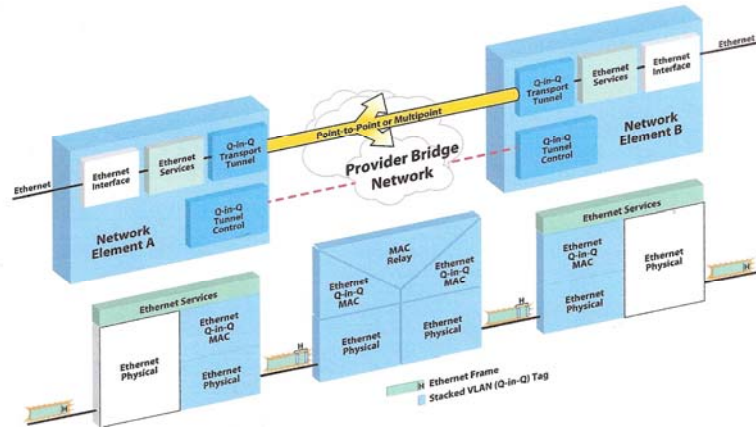 Ethernet
Ethernet
Interface
Ethernet
Services
Q-in-Q
Transport
Tunnel
Q-in-Q
Tunnel
Control
Network
Element A
Point-to-Point or Multipoint
Provider Bridge
Network
Q-in-Q
Transport
Tunnel
Ethernet
Services
Ethernet
Interface
Ethernet
Q-in-Q
Tunnel
Control
Network
Element B
Ethernet Services
Ethernet
Physical
Ethernet
Q-in-Q
MAC
Ethernet
Physical
H
H
MAC
Relay
Ethernet
Q-in-Q
MAC
Ethernet
Q-in-Q
MAC
Ethernet
Physical
Ethernet
Physical
H
Ethernet Services
Ethernet
Q-in-Q
MAC
Ethernet
Physical
Ethernet
Physical
H
H Ethernet Frame
Stacked VLAN (Q-in-Q) Tag